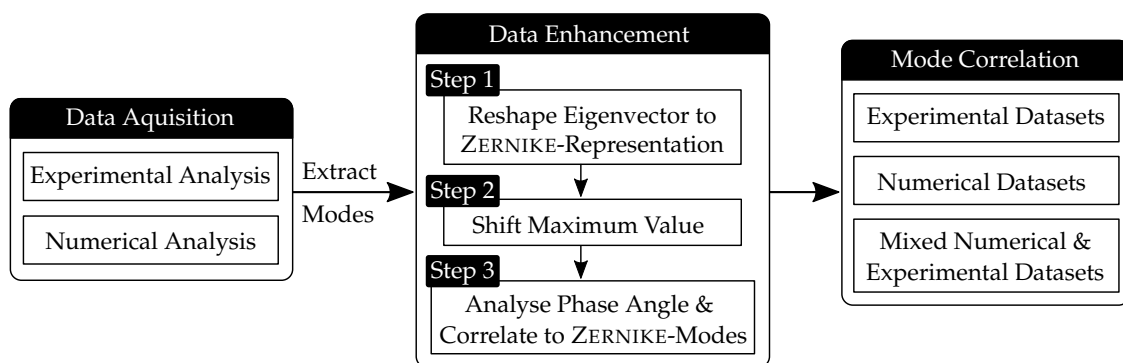 Data Aquisition
Experimental Analysis
Numerical Analysis
Extract
Modes
Data Enhancement
Step 1
Reshape Eigenvector to
ZERNIKE-Representation
Step 2
Shift Maximum Value
Step 3
Analyse Phase Angle &
Correlate to ZERNIKE-Modes
Mode Correlation
Experimental Datasets
Numerical Datasets
Mixed Numerical &
Experimental Datasets